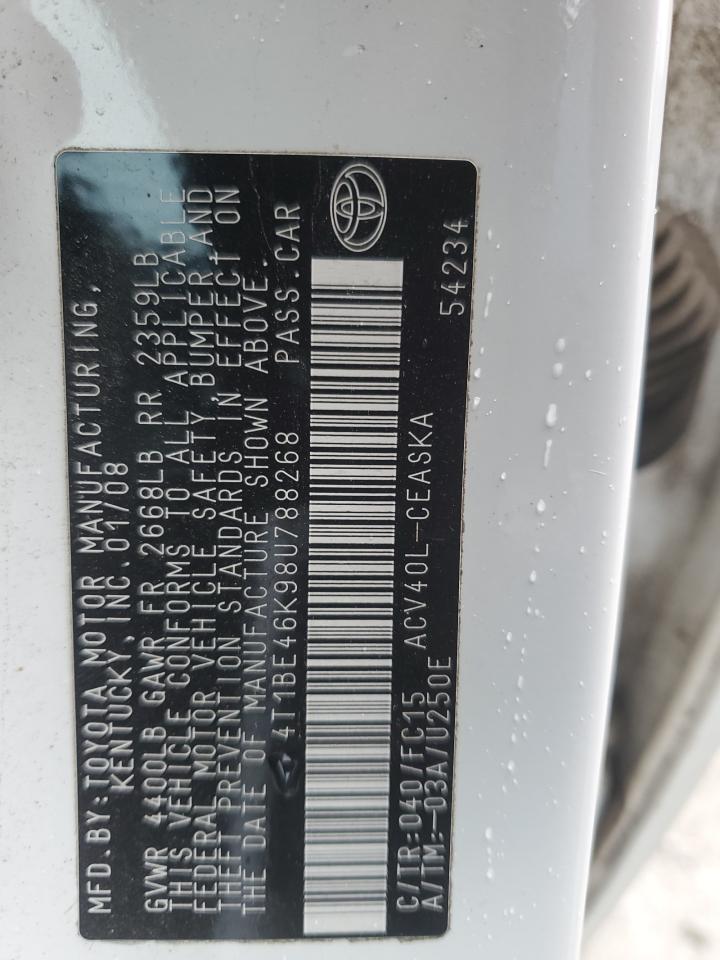 MFD.BY:TOYOTA MOTOR MANUFACTURING,
KENTUCKY, INC.01/08
GVWR 4400LB GAWR FR 2668LB RR 2359LB
THIS VEHICLE CONFORMS TO ALL APPLICABLE
FEDERAL MOTOR VEHICLE SAFETY, BUMPER AND
THEFT PREVENTION STANDARDS IN EFFECT ON
THE DATE OF MANUFACTURE SHOWN ABOVE.
4T1BE46K98U788268 PASS.CAR
C/TR:040/FC15 ACV40L-CEASKA
A/TM:-03A/U250E 54234